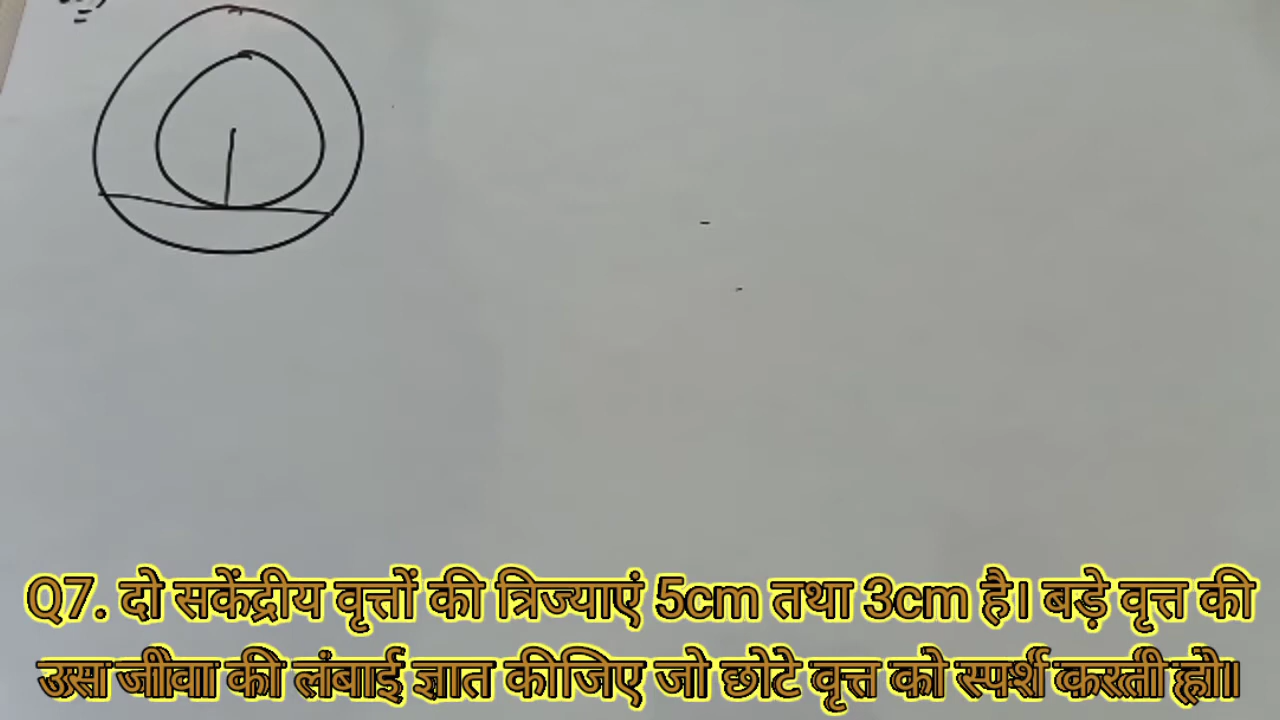 Q7. दो सकेंद्रीय वृत्तों की त्रिज्याएं 5cm तथा 3cm है। बड़े वृत्त की
उस जीवा की लंबाई ज्ञात कीजिए जो छोटे वृत्त को स्पर्श करती हो।